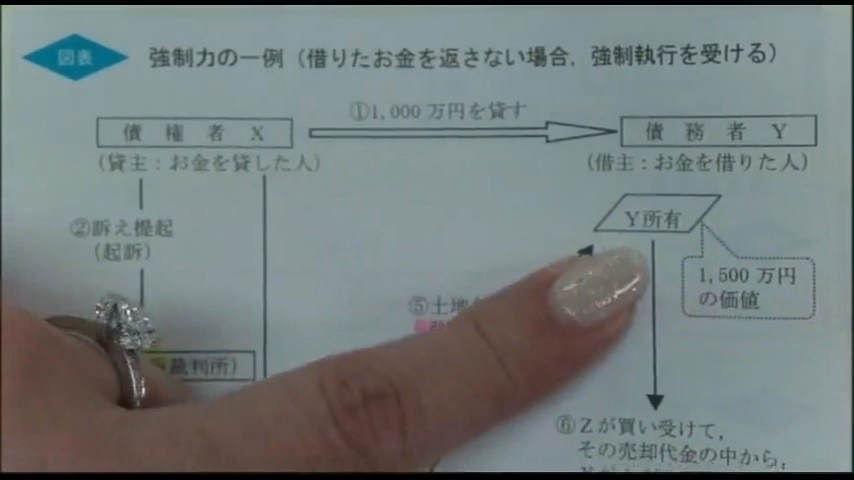 図表
強制力の一例(借りたお金を返さない場合,強制執行を受ける)
①1,000万円を貸す
債権者X
債務者Y
(貸主:お金を貸した人)
(借主:お金を借りた人)
②訴え提起
(起訴)
Y所有
1,500万円
の価値
⑤土地
裁判所)
⑥Zが買い受けて,
その売却代金の中から,